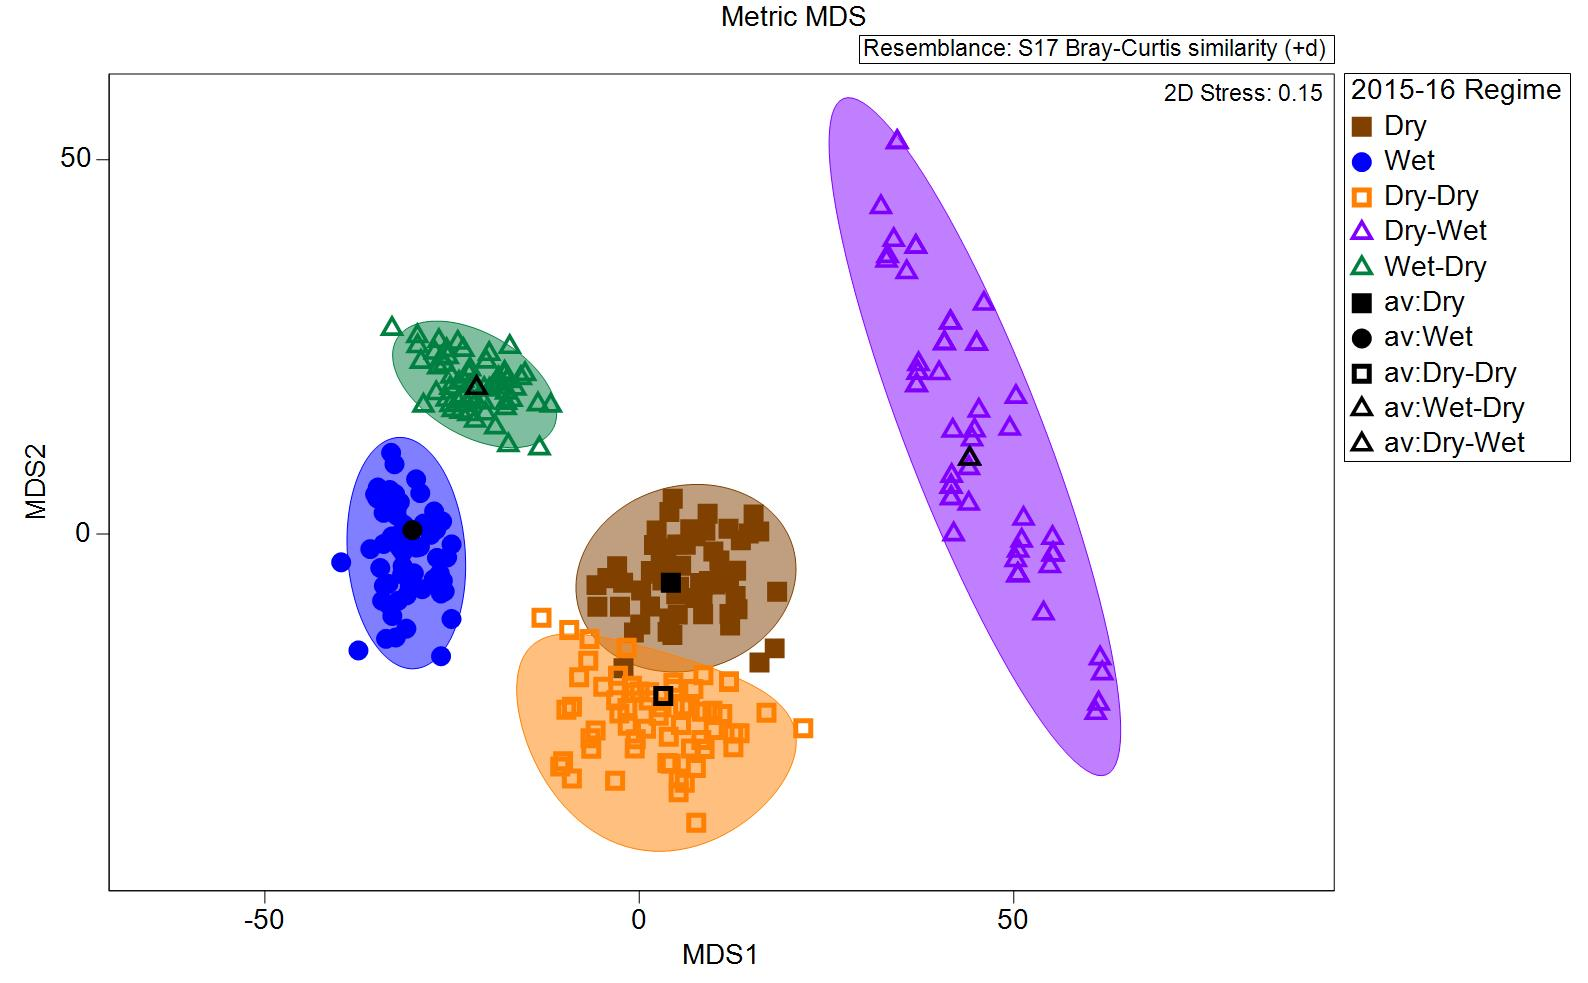 Metric MDS
Resemblance: S17 Bray-Curtis similarity (+d)
2D Stress: 0.15
2015-16 Regime
Dry
Wet
Dry-Dry
Dry-Wet
Wet-Dry
av:Dry
av:Wet
av:Dry-Dry
av:Wet-Dry
av:Dry-Wet
50
0
MDS2
-50
0
50
MDS1